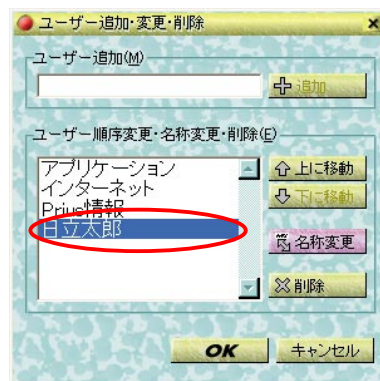 ユーザー追加･変更･削除
ユーザー追加(M)
追加
ユーザー順序変更･名称変更･削除(E)
アプリケーション
インターネット
Prius情報
日立太郎
上に移動
下に移動
名称変更
削除
OK
キャンセル